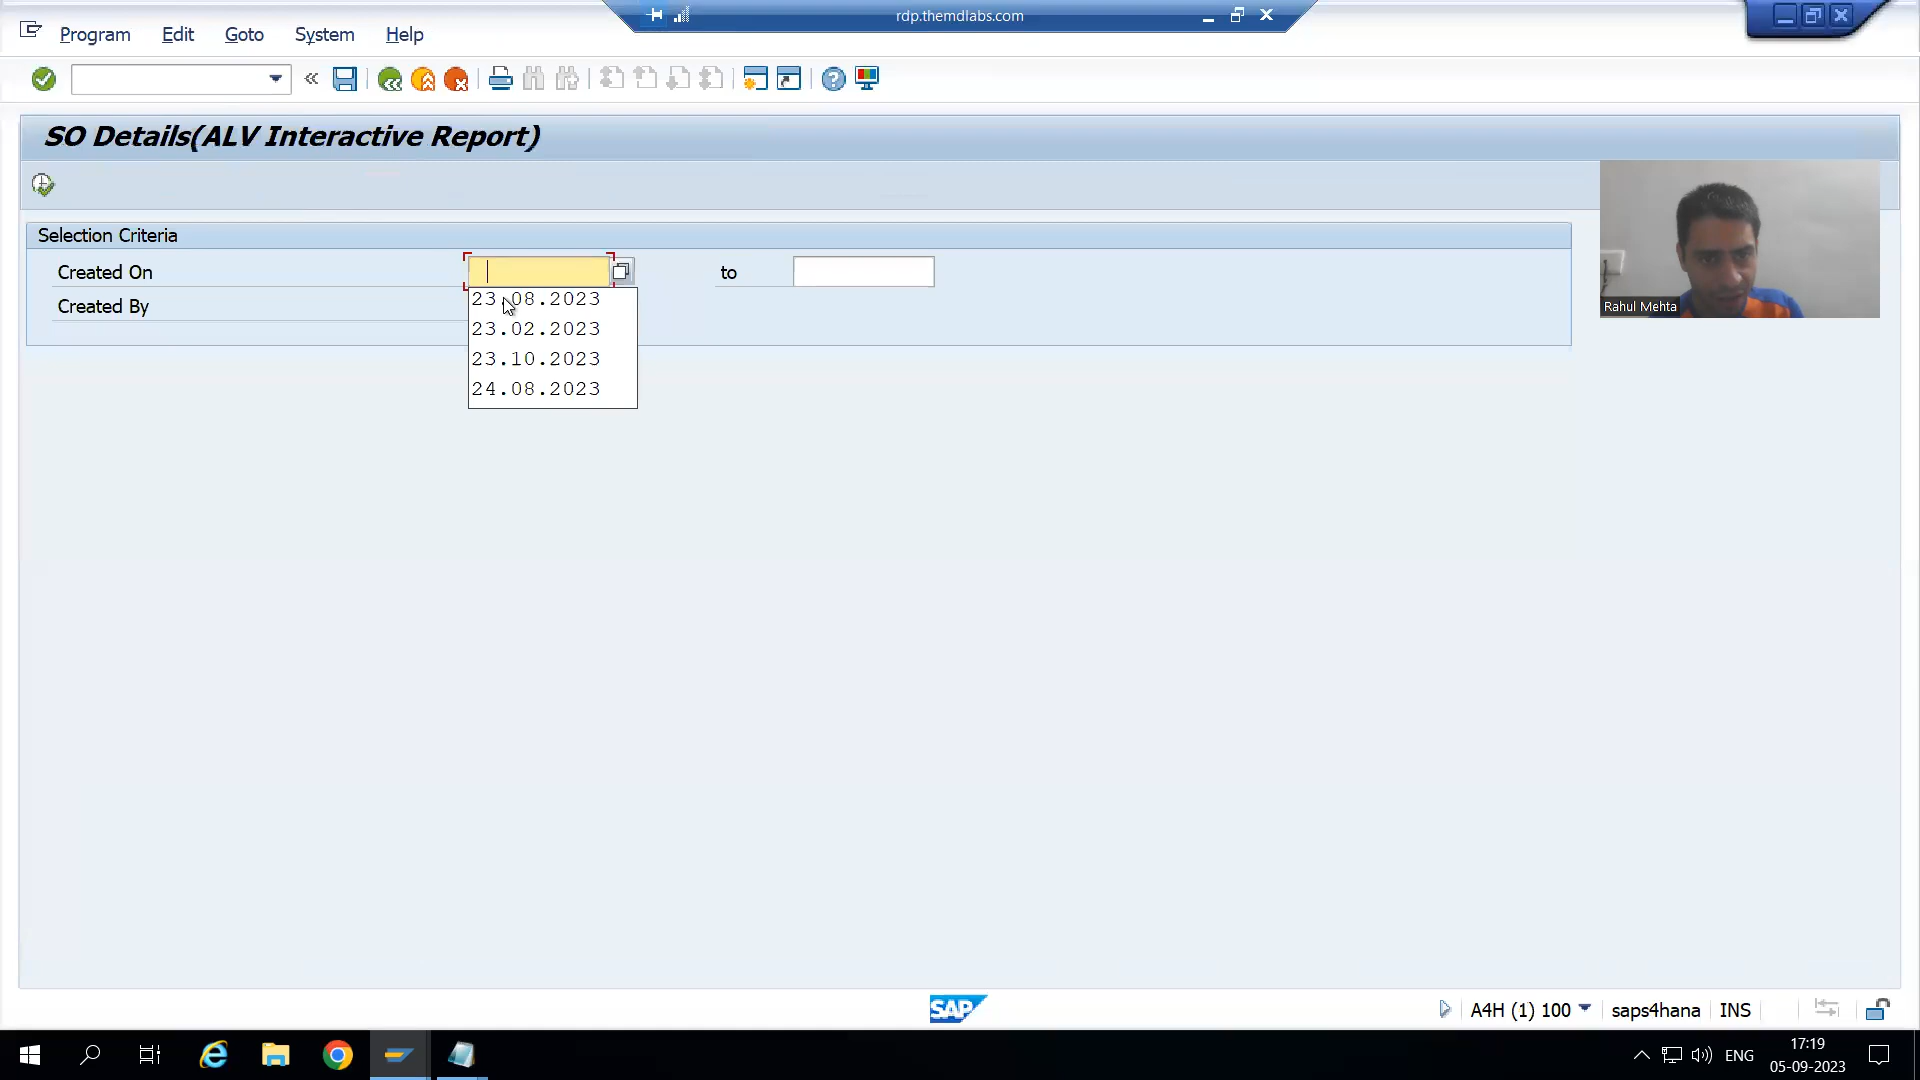 rdp.themdlabs.com
Program Edit Goto System Help
SO Details(ALV Interactive Report)
Selection Criteria
Created On to
23.08.2023
Created By
23.02.2023
23.10.2023
24.08.2023
Rahul Mehta
SAP A4H (1) 100 saps4hana INS
ENG 17:19
05-09-2023